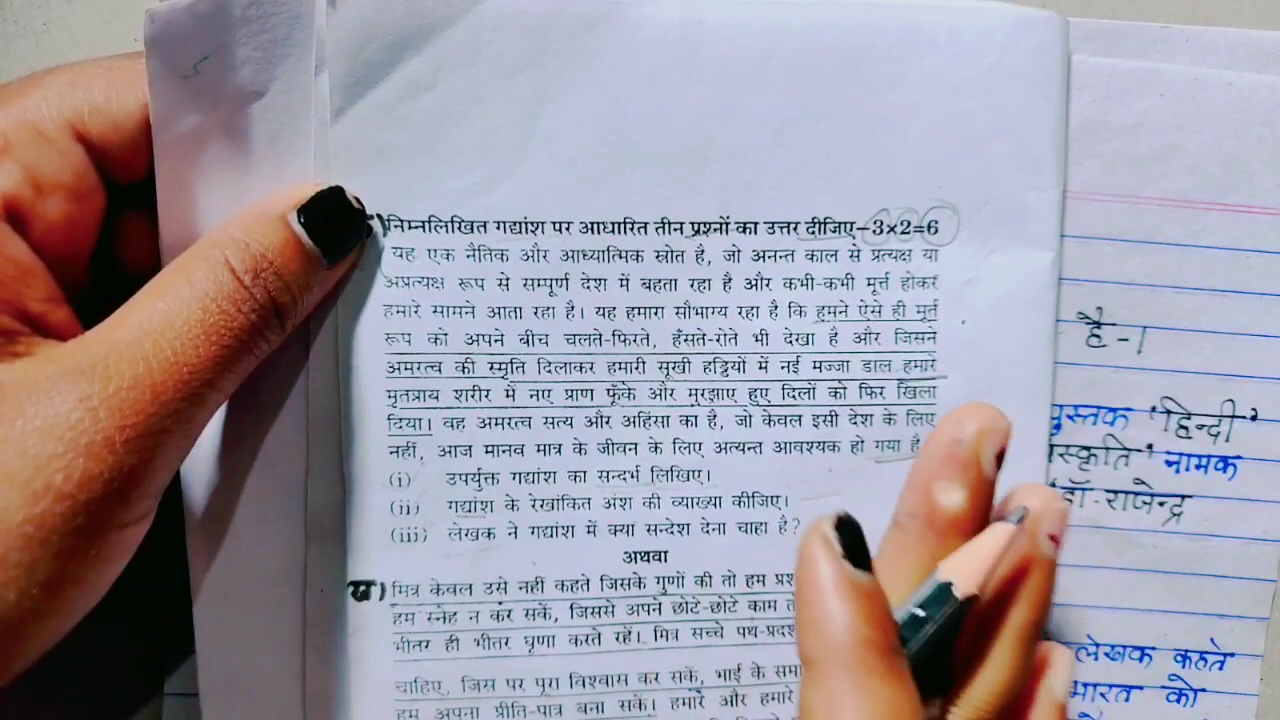 निम्नलिखित गद्यांश पर आधारित तीन प्रश्नों का उत्तर दीजिए–3×2=6
यह एक नैतिक और आध्यात्मिक स्रोत है, जो अनन्त काल से प्रत्यक्ष या
अप्रत्यक्ष रूप से सम्पूर्ण देश में बहता रहा है और कभी-कभी मूर्त्त होकर
हमारे सामने आता रहा है। यह हमारा सौभाग्य रहा है कि हमने ऐसे ही मूर्त
रूप को अपने बीच चलते-फिरते, हँसते-रोते भी देखा है और जिसने
अमरत्व की स्मृति दिलाकर हमारी सूखी हड्डियों में नई मज्जा डाल हमारे
मृतप्राय शरीर में नए प्राण फूँके और मुरझाए हुए दिलों को फिर खिला
दिया। वह अमरत्व सत्य और अहिंसा का है, जो केवल इसी देश के लिए
नहीं, आज मानव मात्र के जीवन के लिए अत्यन्त आवश्यक हो गया है
(i) उपर्युक्त गद्यांश का सन्दर्भ लिखिए।
(ii) गद्यांश के रेखांकित अंश की व्याख्या कीजिए।
(iii) लेखक ने गद्यांश में क्या सन्देश देना चाहा है?
अथवा
मित्र केवल उसे नहीं कहते जिसके गुणों की तो हम
हम स्नेह न कर सकें, जिससे अपने छोटे-छोटे काम
भीतर ही भीतर घृणा करते रहें। मित्र सच्चे
चाहिए, जिस पर पूरा विश्वास कर सकें, भाई के
हम अपना प्रीति-पात्र बना सकें। हमारे और हमारे
है-।
'हिन्दी'
नामक
डॉ-राजेन्द्र
लेखक कहते
भारत को